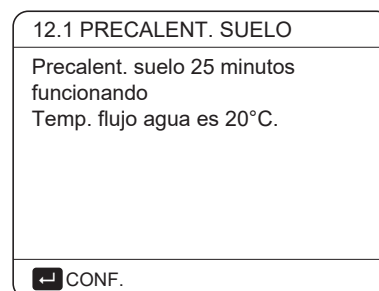 12.1 PRECALENT. SUELO
Precalent. suelo 25 minutos
funcionando
Temp. flujo agua es 20°C.
CONF.